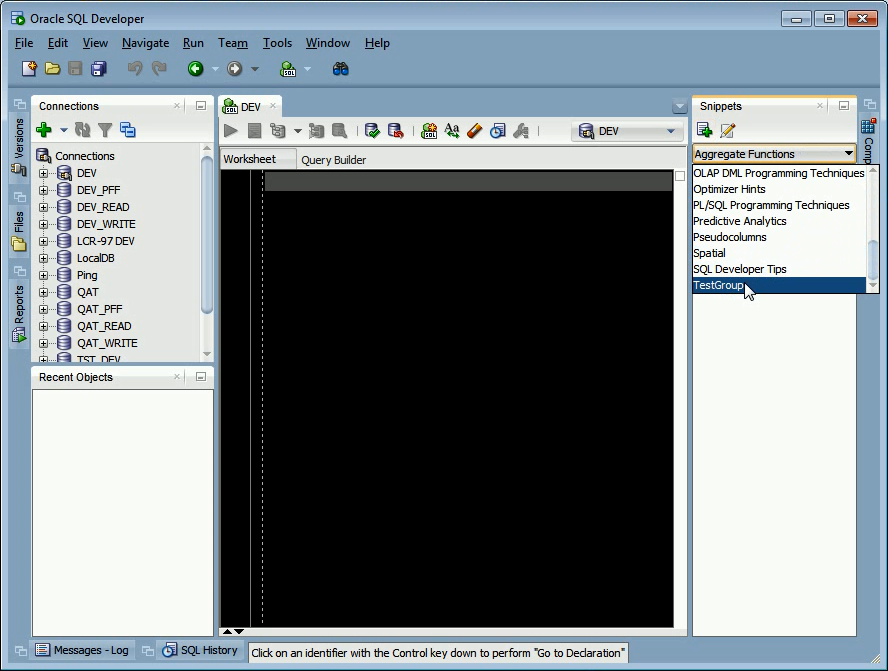 Oracle SQL Developer
File Edit View Navigate Run Team Tools Window Help
Connections
Connections
DEV
DEV_PFF
DEV_READ
DEV_WRITE
LCR-97 DEV
LocalDB
Ping
QAT
QAT_PFF
QAT_READ
QAT_WRITE
TST_DEV
Recent Objects
Versions
Files
Reports
DEV
DEV
Worksheet Query Builder
Snippets
Aggregate Functions
OLAP DML Programming Techniques
Optimizer Hints
PL/SQL Programming Techniques
Predictive Analytics
Pseudocolumns
Spatial
SQL Developer Tips
TestGroup
Comp
Messages - Log SQL History Click on an identifier with the Control key down to perform "Go to Declaration"